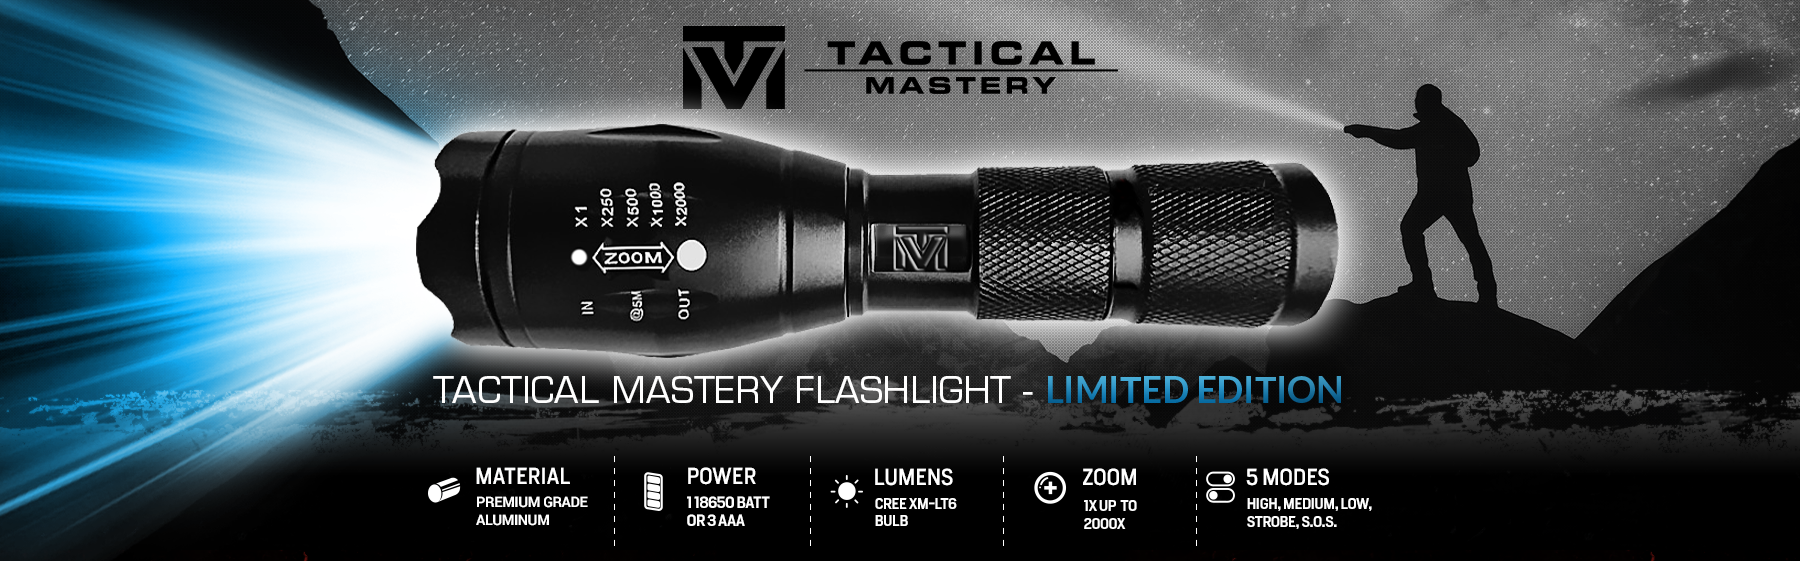 TM
TACTICAL
MASTERY
X1
X250
X500
X1000
X2000
ZOOM
IN
@5M
OUT
TM
TACTICAL MASTERY FLASHLIGHT - LIMITED EDITION
MATERIAL
PREMIUM GRADE
ALUMINUM
POWER
1 18650 BATT
OR 3 AAA
LUMENS
CREE XM-LT6
BULB
ZOOM
1X UP TO
2000X
5 MODES
HIGH, MEDIUM, LOW,
STROBE, S.O.S.